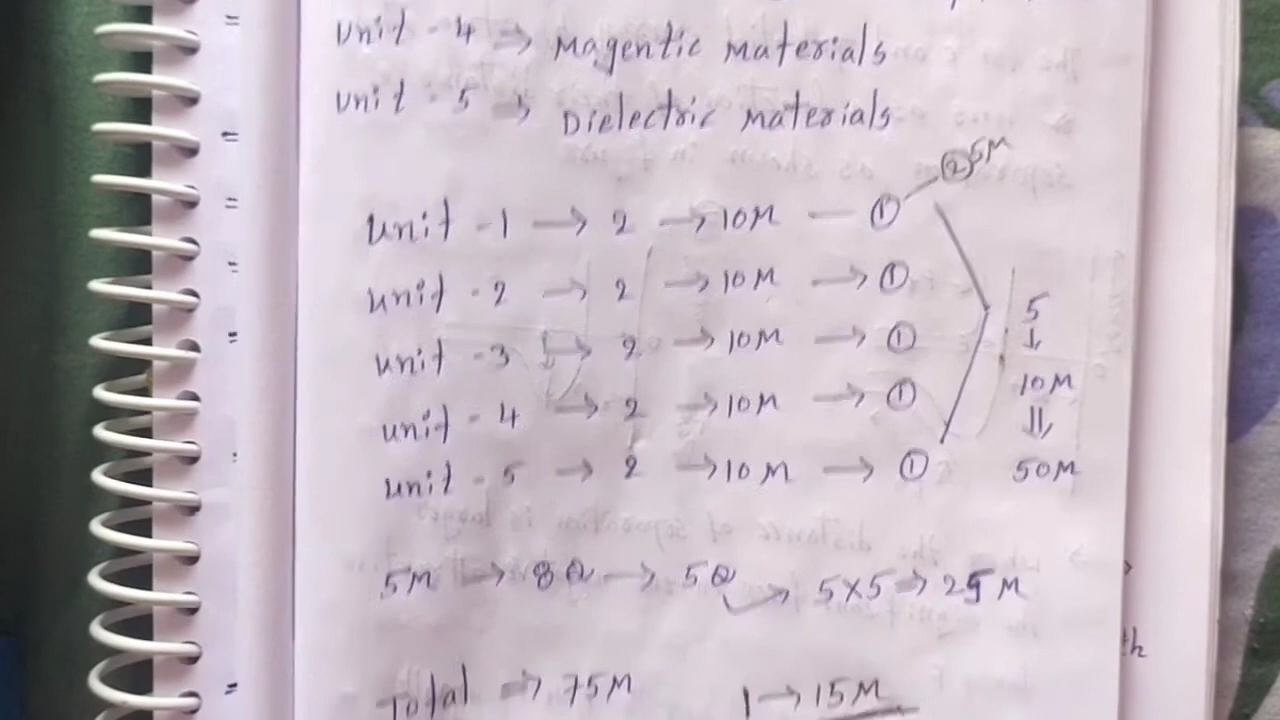 Unit - 4 => Magentic Materials
Unit - 5 => Dielectric materials
② 5M
unit - 1 → 2 → 10M — ①
unit - 2 → 2 → 10M → ①
unit - 3 → 2 → 10M → ①
5
↓
unit - 4 → 2 → 10M → ①
10M
⇓
unit - 5 → 2 → 10M → ①
50M
5M → 8Q → 5Q → 5x5 => 25M
th
Total => 75M 1 → 15M